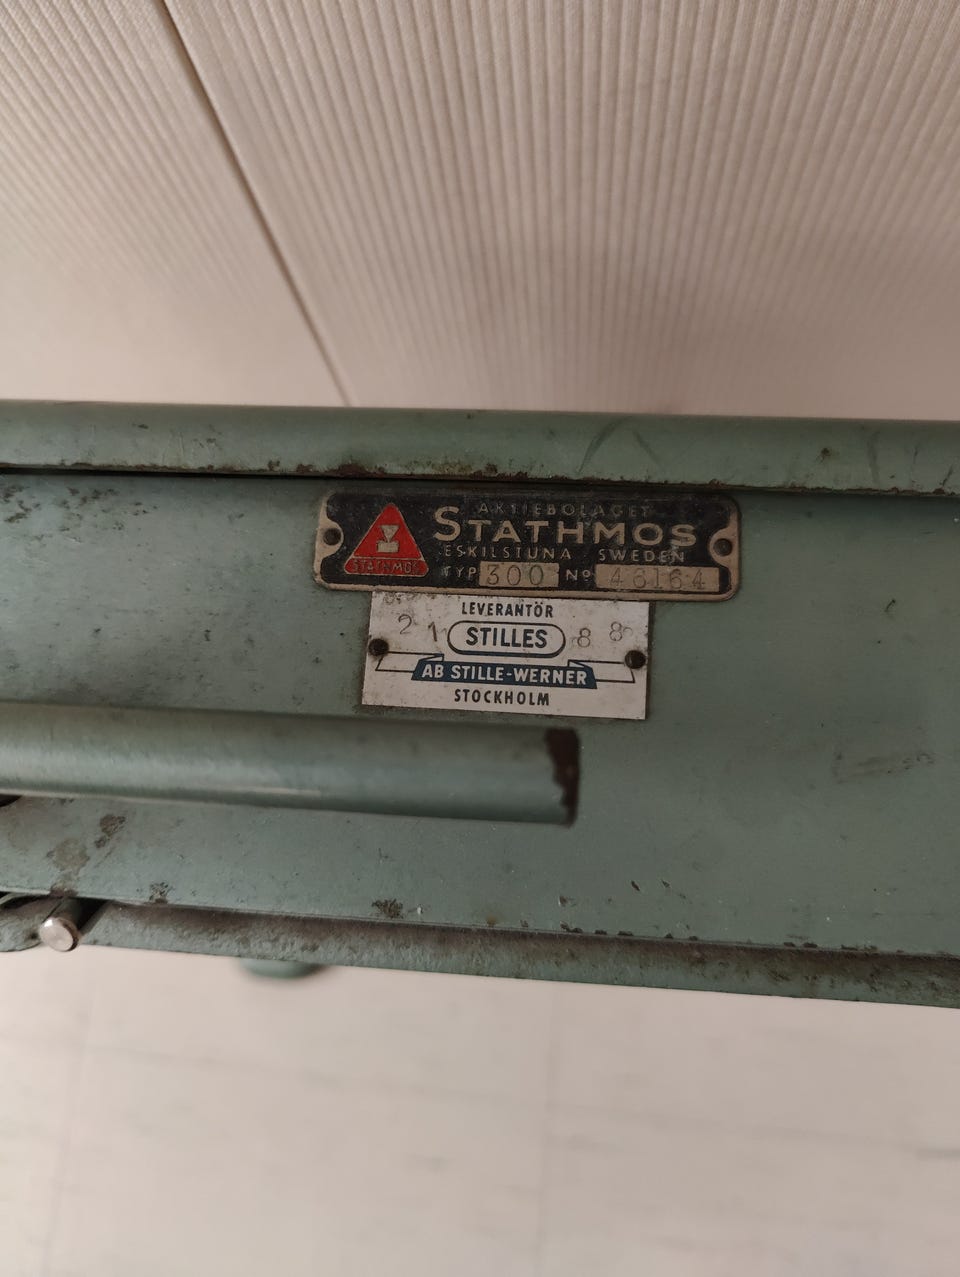 AKTIEBOLAGET
STATHMOS
ESKILSTUNA SWEDEN
TYP 300 Nº 46164
STATHMOS
LEVERANTÖR
21 STILLES 88
AB STILLE-WERNER
STOCKHOLM